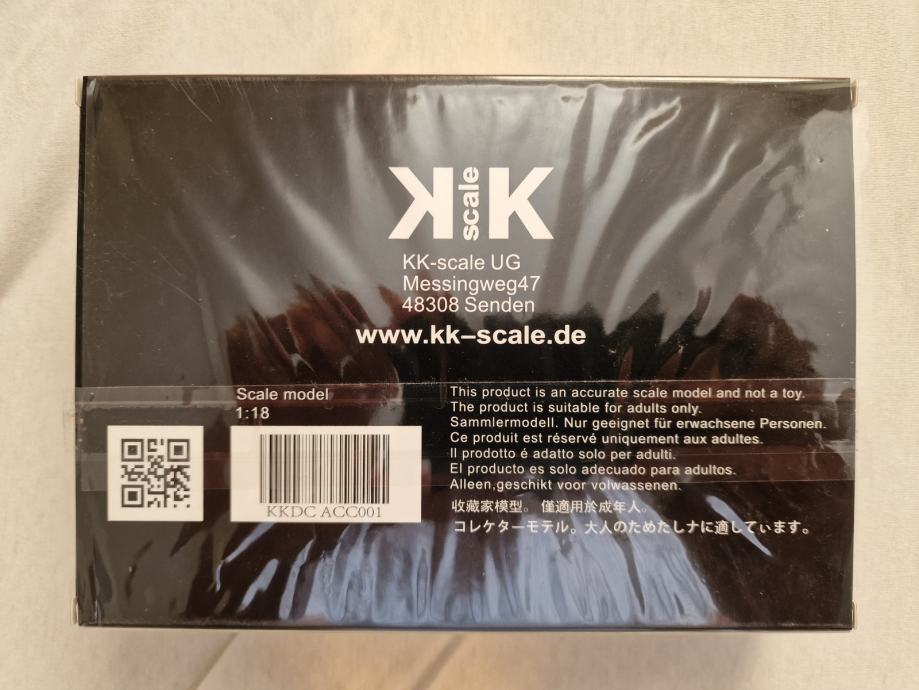 K scale K
KK-scale UG
Messingweg47
48308 Senden
www.kk-scale.de
Scale model
1:18
KKDC ACC001
This product is an accurate scale model and not a toy.
The product is suitable for adults only.
Sammlermodell. Nur geeignet für erwachsene Personen.
Ce produit est réservé uniquement aux adultes.
Il prodotto é adatto solo per adulti.
El producto es solo adecuado para adultos.
Alleen,geschikt voor volwassenen.
收藏家模型。 僅適用於成年人。
コレケターモテル。大人のためたしナに適しています。